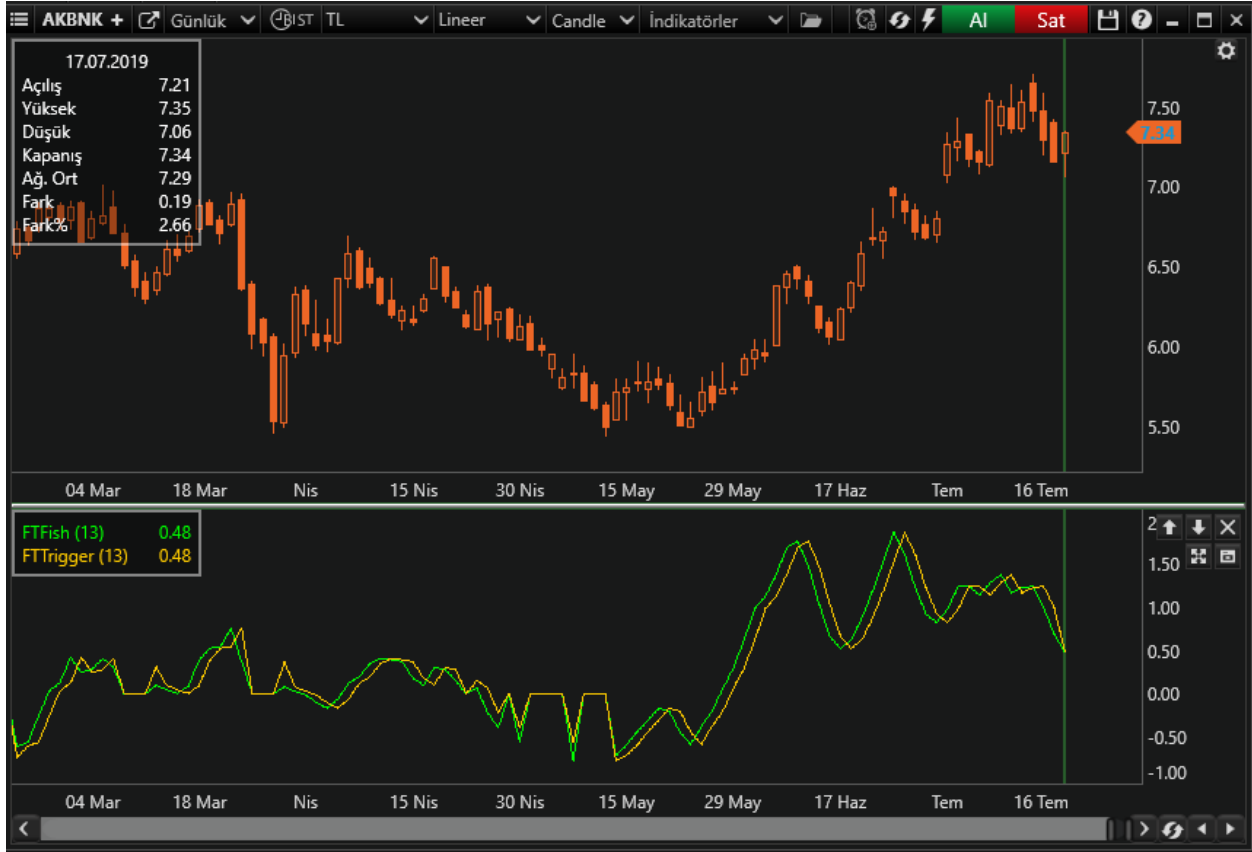 AKBNK + Günlük BIST TL Lineer Candle İndikatörler Al Sat
17.07.2019
Açılış 7.21
Yüksek 7.35
Düşük 7.06
Kapanış 7.34
Ağ. Ort 7.29
Fark 0.19
Fark% 2.66
7.50
7.34
7.00
6.50
6.00
5.50
04 Mar 18 Mar Nis 15 Nis 30 Nis 15 May 29 May 17 Haz Tem 16 Tem
FTFish (13) 0.48
FTTrigger (13) 0.48
2
1.50
1.00
0.50
0.00
-0.50
-1.00
04 Mar 18 Mar Nis 15 Nis 30 Nis 15 May 29 May 17 Haz Tem 16 Tem